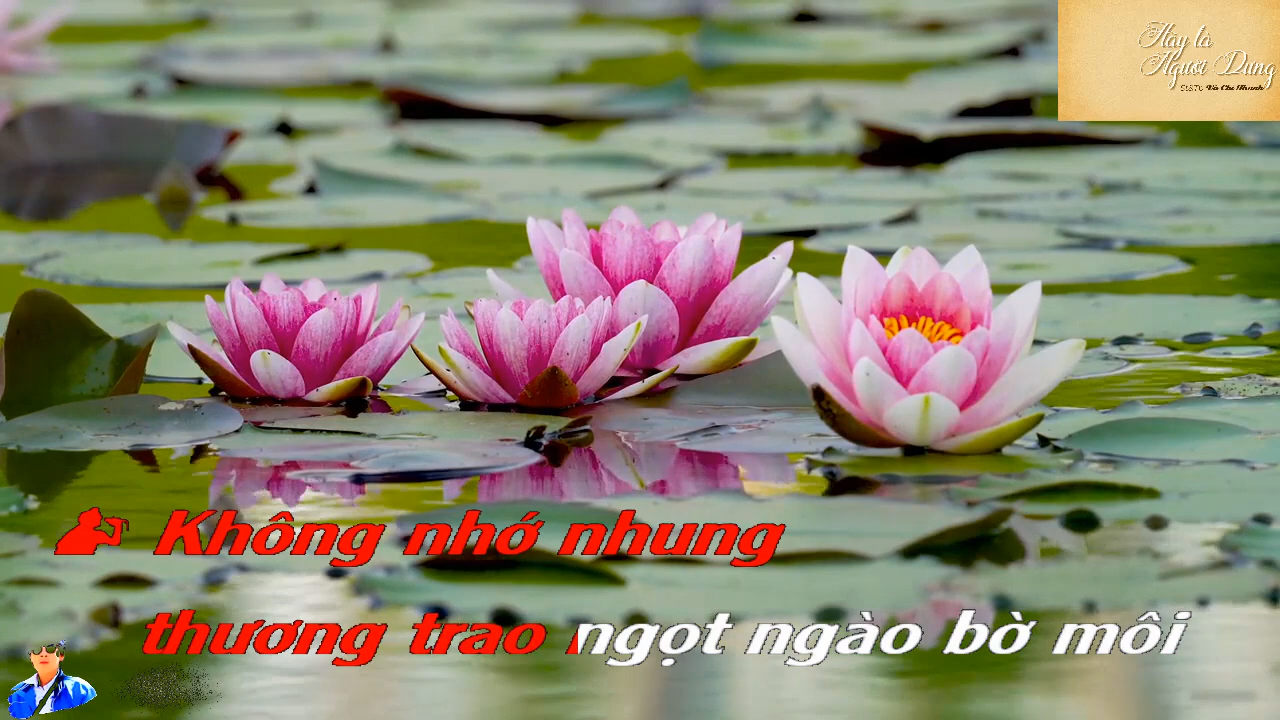 Hãy là
Người Dưng
Không nhớ nhung
thương trao ngọt ngào bờ môi